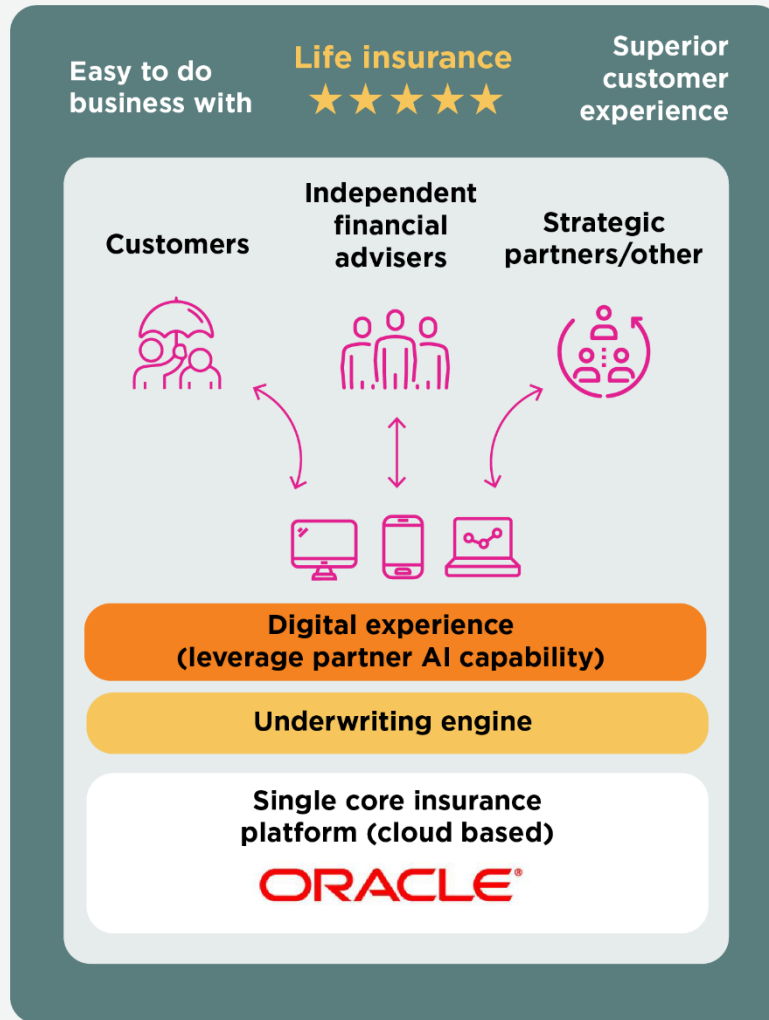 Easy to do
business with
Life insurance
Superior
customer
experience
Customers
Independent
financial
advisers
Strategic
partners/other
Digital experience
(leverage partner AI capability)
Underwriting engine
Single core insurance
platform (cloud based)
ORACLE®